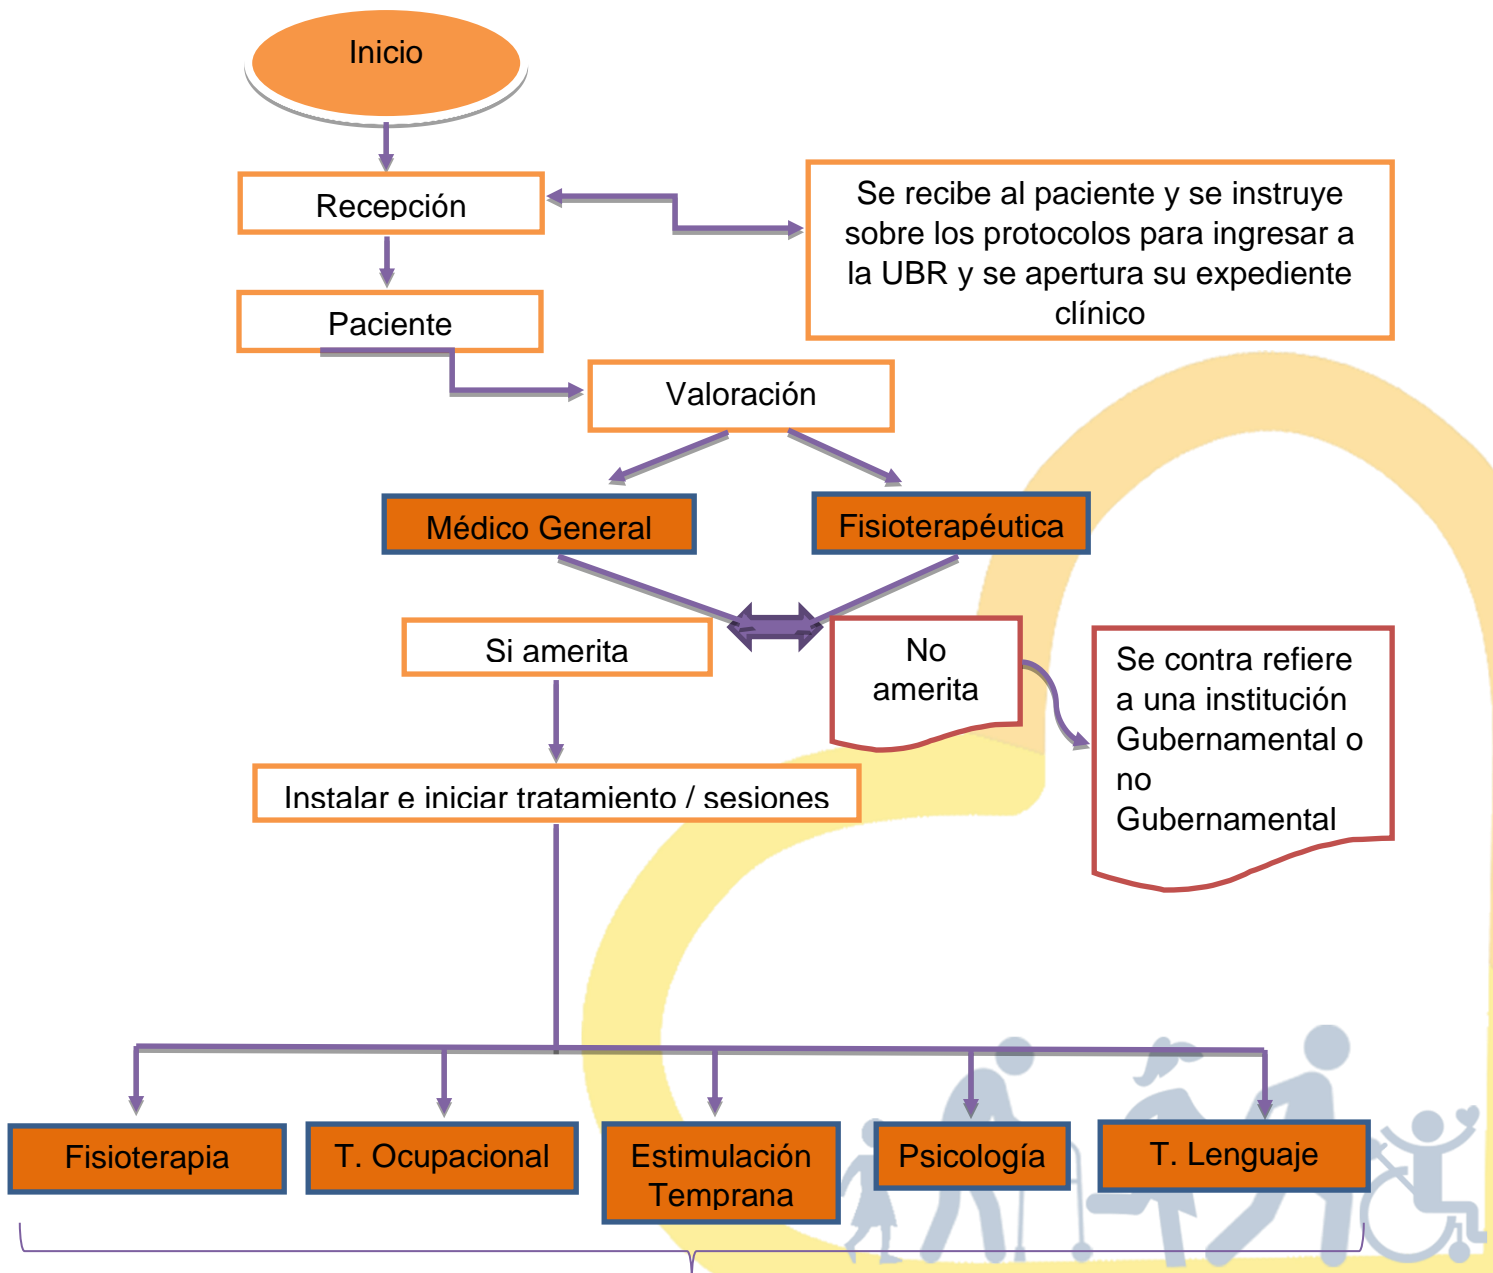 Inicio
Recepción
Se recibe al paciente y se instruye
sobre los protocolos para ingresar a
la UBR y se apertura su expediente
clínico
Paciente
Valoración
Médico General
Fisioterapéutica
Si amerita
No
amerita
Se contra refiere
a una institución
Gubernamental o
no
Gubernamental
Instalar e iniciar tratamiento / sesiones
Fisioterapia
T. Ocupacional
Estimulación
Temprana
Psicología
T. Lenguaje